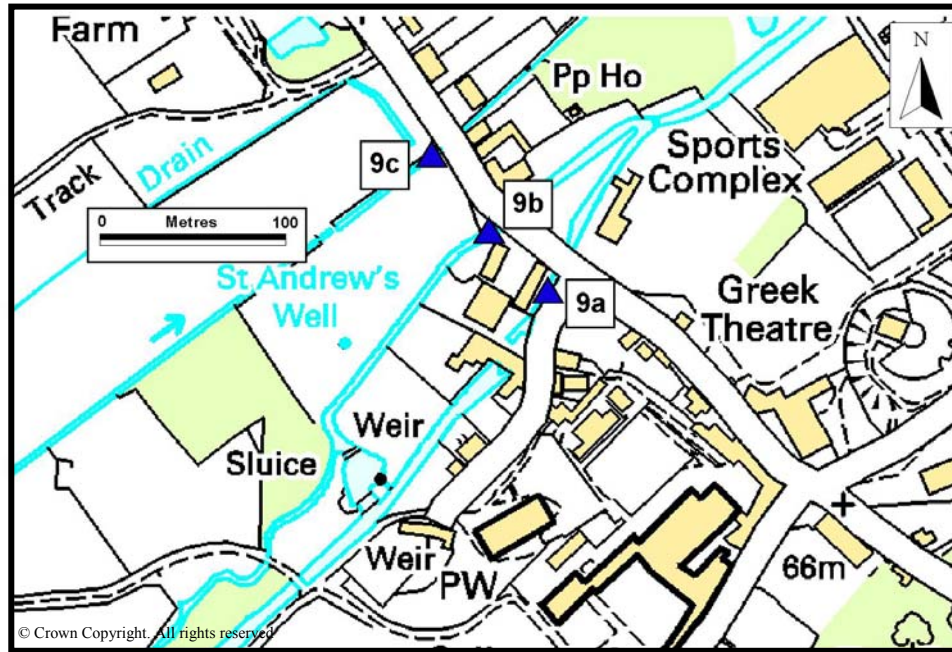 Farm
N
Pp Ho
Drain
Sports
Complex
9c
Track
9b
0 Metres 100
St Andrew's
Well
9a
Greek
Theatre
Weir
Sluice
Weir
PW
66m
© Crown Copyright. All rights reserved